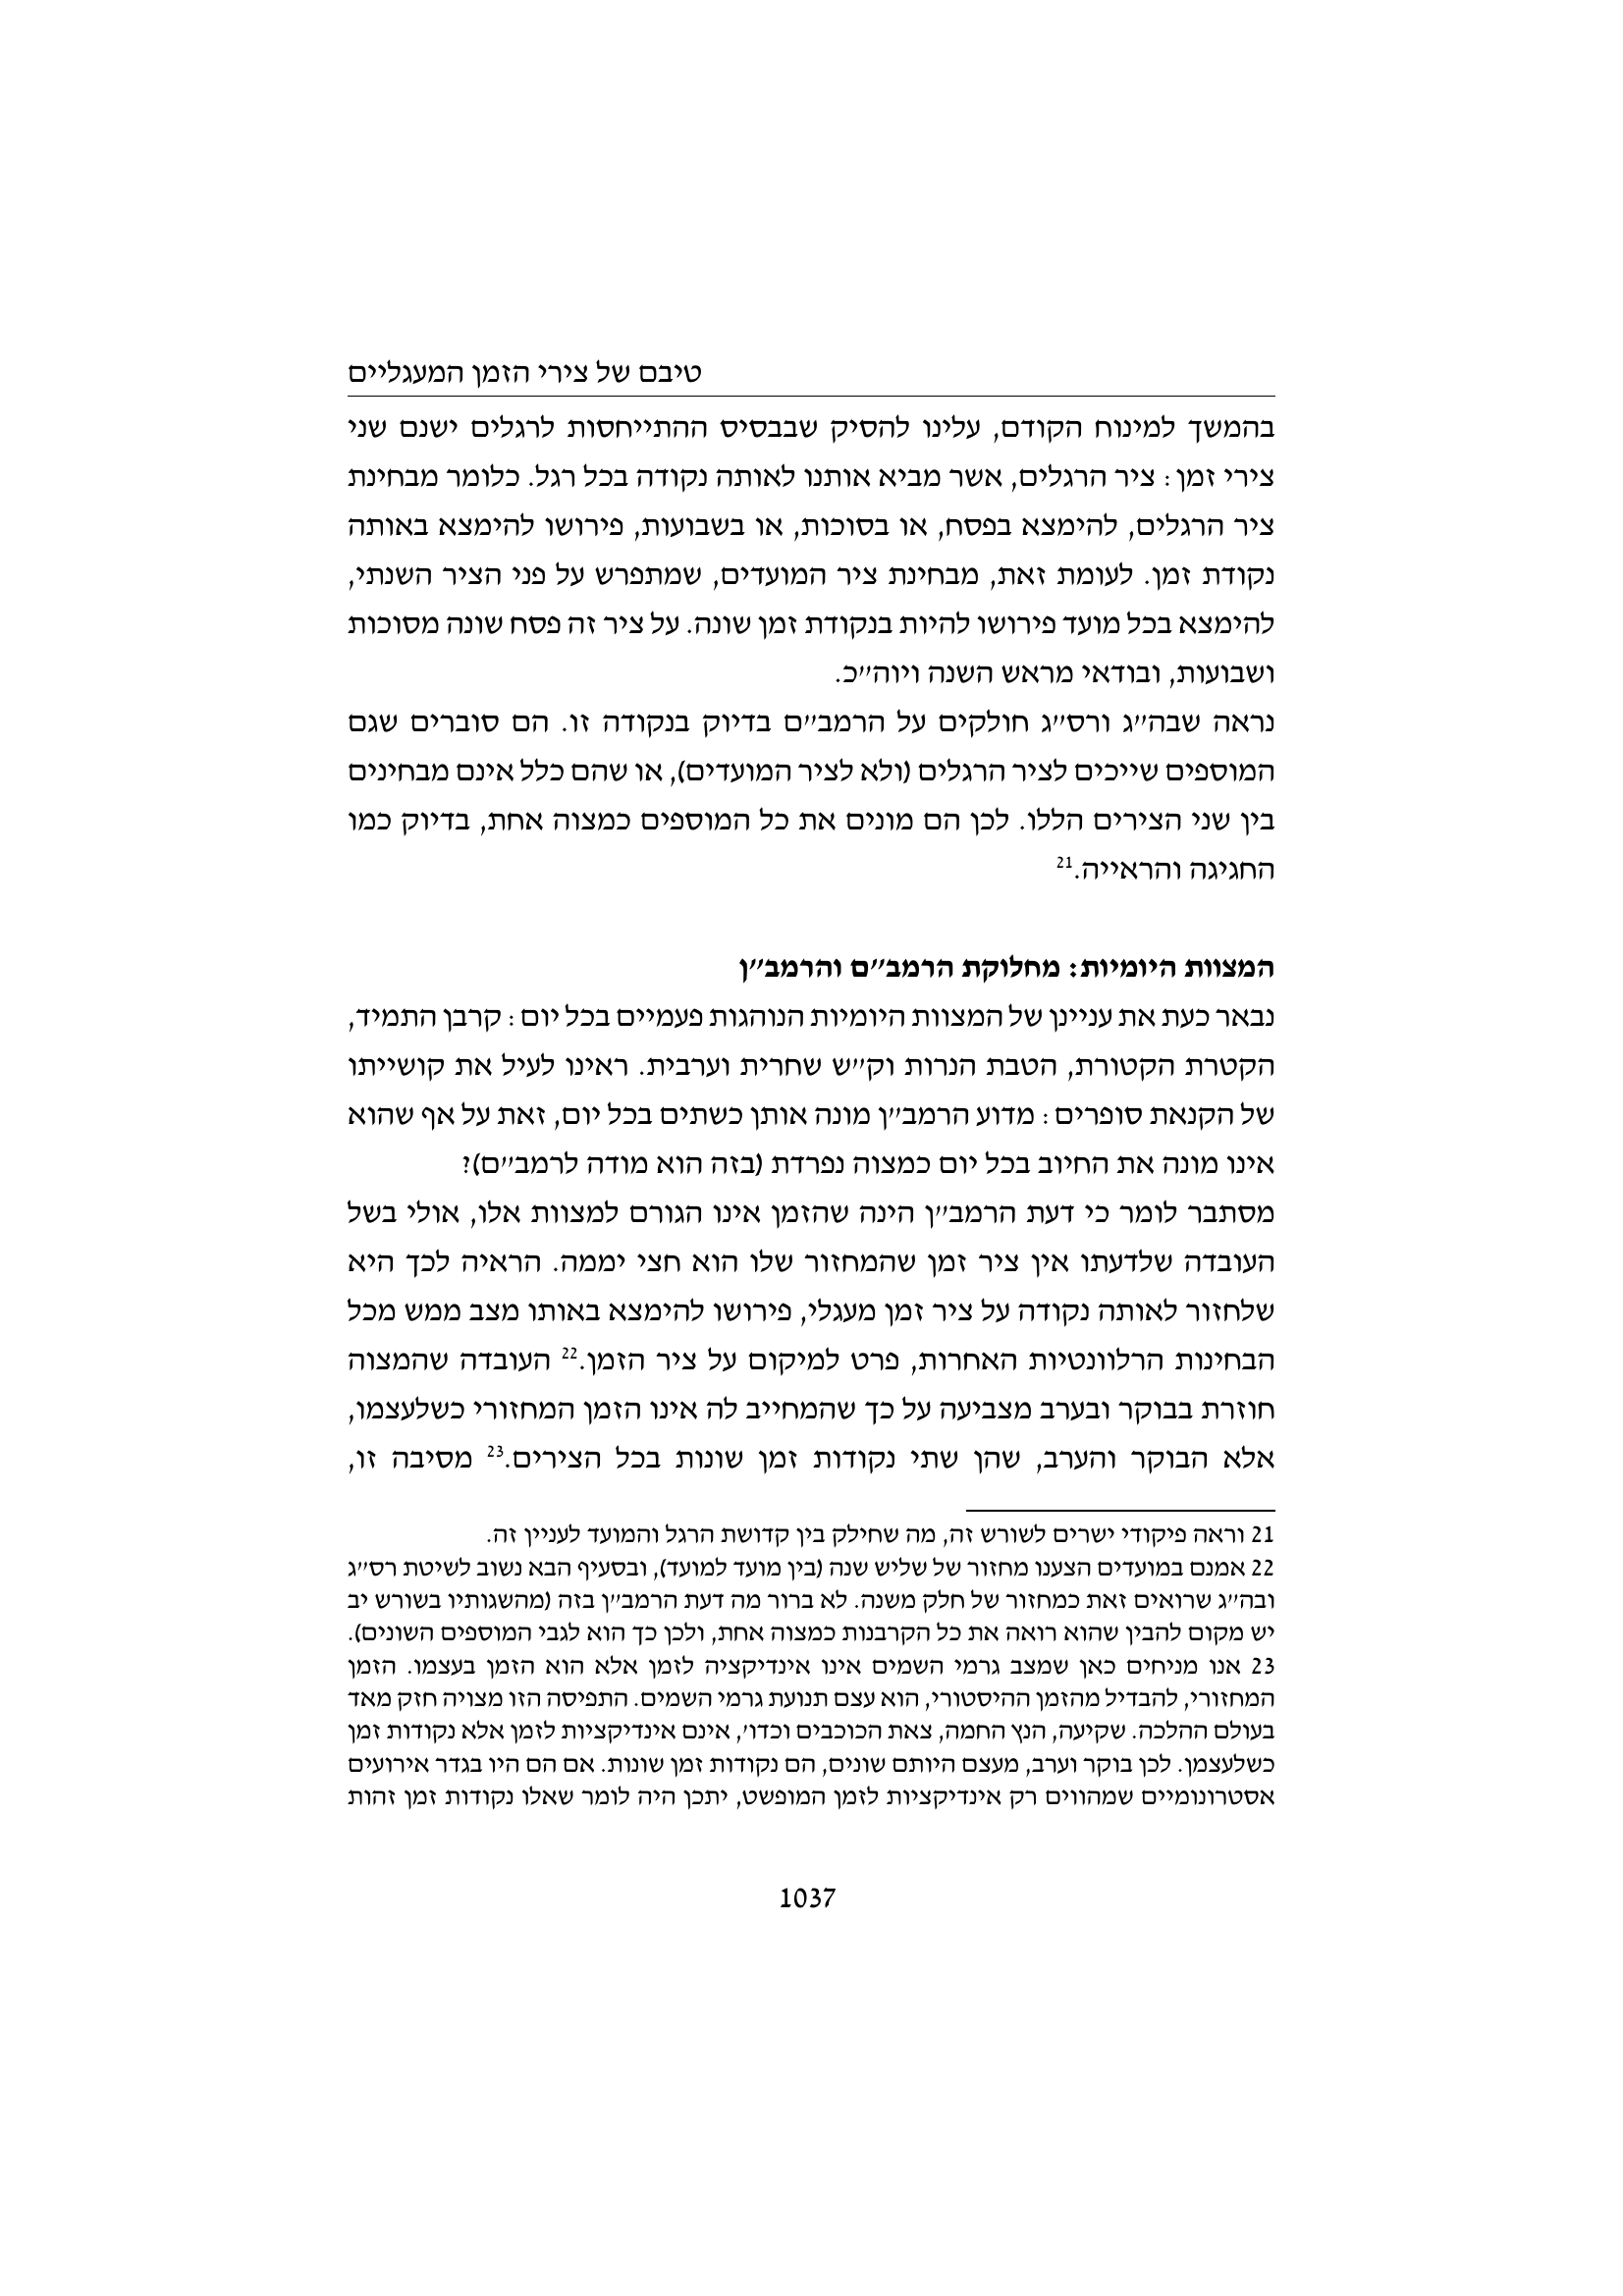 טיבם של צירי הזמן המעגליים
בהמשך למינוח הקודם, עלינו להסיק שבבסיס ההתייחסות לרגלים ישנם שני
צירי זמן: ציר הרגלים, אשר מביא אותנו לאותה נקודה בכל רגל. כלומר מבחינת
ציר הרגלים, להימצא בפסח, או בסוכות, או בשבועות, פירושו להימצא באותה
נקודת זמן. לעומת זאת, מבחינת ציר המועדים, שמתפרש על פני הציר השנתי,
להימצא בכל מועד פירושו להיות בנקודת זמן שונה. על ציר זה פסח שונה מסוכות
ושבועות, ובודאי מראש השנה ויוה״כ.
נראה שבה״ג ורס״ג חולקים על הרמב״ם בדיוק בנקודה זו. הם סוברים שגם
המוספים שייכים לציר הרגלים (ולא לציר המועדים), או שהם כלל אינם מבחינים
בין שני הצירים הללו. לכן הם מונים את כל המוספים כמצוה אחת, בדיוק כמו
החגיגה והראייה.21
המצוות היומיות: מחלוקת הרמב״ם והרמב״ן
נבאר כעת את עניינן של המצוות היומיות הנוהגות פעמיים בכל יום: קרבן התמיד,
הקטרת הקטורת, הטבת הנרות וק״ש שחרית וערבית. ראינו לעיל את קושייתו
של הקנאת סופרים: מדוע הרמב״ן מונה אותן כשתים בכל יום, זאת על אף שהוא
אינו מונה את החיוב בכל יום כמצוה נפרדת (בזה הוא מודה לרמב״ם)?
מסתבר לומר כי דעת הרמב״ן הינה שהזמן אינו הגורם למצוות אלו, אולי בשל
העובדה שלדעתו אין ציר זמן שהמחזור שלו הוא חצי יממה. הראיה לכך היא
שלחזור לאותה נקודה על ציר זמן מעגלי, פירושו להימצא באותו מצב ממש מכל
הבחינות הרלוונטיות האחרות, פרט למיקום על ציר הזמן.22 העובדה שהמצוה
חוזרת בבוקר ובערב מצביעה על כך שהמחייב לה אינו הזמן המחזורי כשלעצמו,
אלא הבוקר והערב, שהן שתי נקודות זמן שונות בכל הצירים.23 מסיבה זו,
21 וראה פיקודי ישרים לשורש זה, מה שחילק בין קדושת הרגל והמועד לעניין זה.
22 אמנם במועדים הצענו מחזור של שליש שנה (בין מועד למועד), ובסעיף הבא נשוב לשיטת רס״ג
ובה״ג שרואים זאת כמחזור של חלק משנה. לא ברור מה דעת הרמב״ן בזה (מהשגותיו בשורש יב
יש מקום להבין שהוא רואה את כל הקרבנות כמצוה אחת, ולכן כך הוא לגבי המוספים השונים).
23 אנו מניחים כאן שמצב גרמי השמים אינו אינדיקציה לזמן אלא הוא הזמן בעצמו. הזמן
המחזורי, להבדיל מהזמן ההיסטורי, הוא עצם תנועת גרמי השמים. התפיסה הזו מצויה חזק מאד
בעולם ההלכה. שקיעה, הנץ החמה, צאת הכוכבים וכדו׳, אינם אינדיקציות לזמן אלא נקודות זמן
כשלעצמן. לכן בוקר וערב, מעצם היותם שונים, הם נקודות זמן שונות. אם הם היו בגדר אירועים
אסטרונומיים שמהווים רק אינדיקציות לזמן המופשט, יתכן היה לומר שאלו נקודות זמן זהות
1037